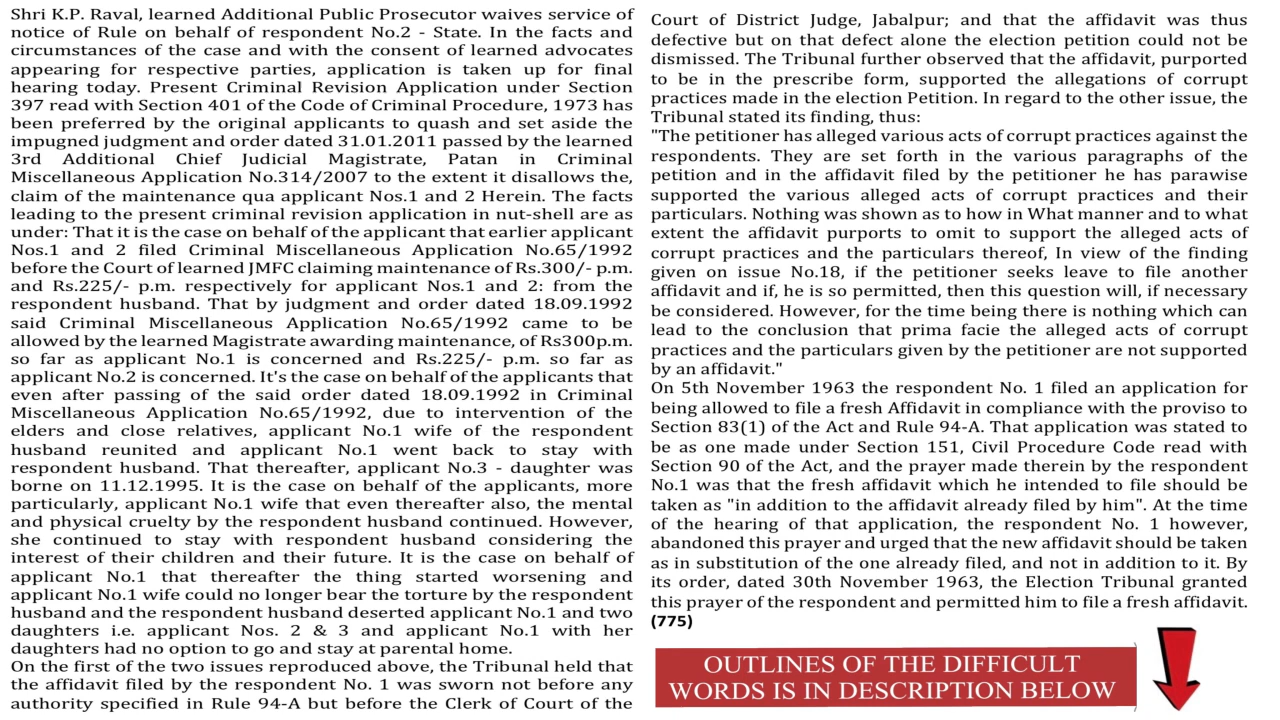 Shri K.P. Raval, learned Additional Public Prosecutor waives service of
notice of Rule on behalf of respondent No.2 - State. In the facts and
circumstances of the case and with the consent of learned advocates
appearing for respective parties, application is taken up for final
hearing today. Present Criminal Revision Application under Section
397 read with Section 401 of the Code of Criminal Procedure, 1973 has
been preferred by the original applicants to quash and set aside the
impugned judgment and order dated 31.01.2011 passed by the learned
3rd Additional Chief Judicial Magistrate, Patan in Criminal
Miscellaneous Application No.314/2007 to the extent it disallows the,
claim of the maintenance qua applicant Nos.1 and 2 Herein. The facts
leading to the present criminal revision application in nut-shell are as
under: That it is the case on behalf of the applicant that earlier applicant
Nos.1 and 2 filed Criminal Miscellaneous Application No.65/1992
before the Court of learned JMFC claiming maintenance of Rs.300/- p.m.
and Rs.225/- p.m. respectively for applicant Nos.1 and 2: from the
respondent husband. That by judgment and order dated 18.09.1992
said Criminal Miscellaneous Application No.65/1992 came to be
allowed by the learned Magistrate awarding maintenance, of Rs300p.m.
so far as applicant No.1 is concerned and Rs.225/- p.m. so far as
applicant No.2 is concerned. It's the case on behalf of the applicants that
even after passing of the said order dated 18.09.1992 in Criminal
Miscellaneous Application No.65/1992, due to intervention of the
elders and close relatives, applicant No.1 wife of the respondent
husband reunited and applicant No.1 went back to stay with
respondent husband. That thereafter, applicant No.3 - daughter was
borne on 11.12.1995. It is the case on behalf of the applicants, more
particularly, applicant No.1 wife that even thereafter also, the mental
and physical cruelty by the respondent husband continued. However,
she continued to stay with respondent husband considering the
interest of their children and their future. It is the case on behalf of
applicant No.1 that thereafter the thing started worsening and
applicant No.1 wife could no longer bear the torture by the respondent
husband and the respondent husband deserted applicant No.1 and two
daughters i.e. applicant Nos. 2 & 3 and applicant No.1 with her
daughters had no option to go and stay at parental home.
On the first of the two issues reproduced above, the Tribunal held that
the affidavit filed by the respondent No. 1 was sworn not before any
authority specified in Rule 94-A but before the Clerk of Court of the
Court of District Judge, Jabalpur; and that the affidavit was thus
defective but on that defect alone the election petition could not be
dismissed. The Tribunal further observed that the affidavit, purported
to be in the prescribe form, supported the allegations of corrupt
practices made in the election Petition. In regard to the other issue, the
Tribunal stated its finding, thus:
"The petitioner has alleged various acts of corrupt practices against the
respondents. They are set forth in the various paragraphs of the
petition and in the affidavit filed by the petitioner he has parawise
supported the various alleged acts of corrupt practices and their
particulars. Nothing was shown as to how in What manner and to what
extent the affidavit purports to omit to support the alleged acts of
corrupt practices and the particulars thereof, In view of the finding
given on issue No.18, if the petitioner seeks leave to file another
affidavit and if, he is so permitted, then this question will, if necessary
be considered. However, for the time being there is nothing which can
lead to the conclusion that prima facie the alleged acts of corrupt
practices and the particulars given by the petitioner are not supported
by an affidavit."
On 5th November 1963 the respondent No. 1 filed an application for
being allowed to file a fresh Affidavit in compliance with the proviso to
Section 83(1) of the Act and Rule 94-A. That application was stated to
be as one made under Section 151, Civil Procedure Code read with
Section 90 of the Act, and the prayer made therein by the respondent
No.1 was that the fresh affidavit which he intended to file should be
taken as "in addition to the affidavit already filed by him". At the time
of the hearing of that application, the respondent No. 1 however,
abandoned this prayer and urged that the new affidavit should be taken
as in substitution of the one already filed, and not in addition to it. By
its order, dated 30th November 1963, the Election Tribunal granted
this prayer of the respondent and permitted him to file a fresh affidavit.
(775)
OUTLINES OF THE DIFFICULT
WORDS IS IN DESCRIPTION BELOW